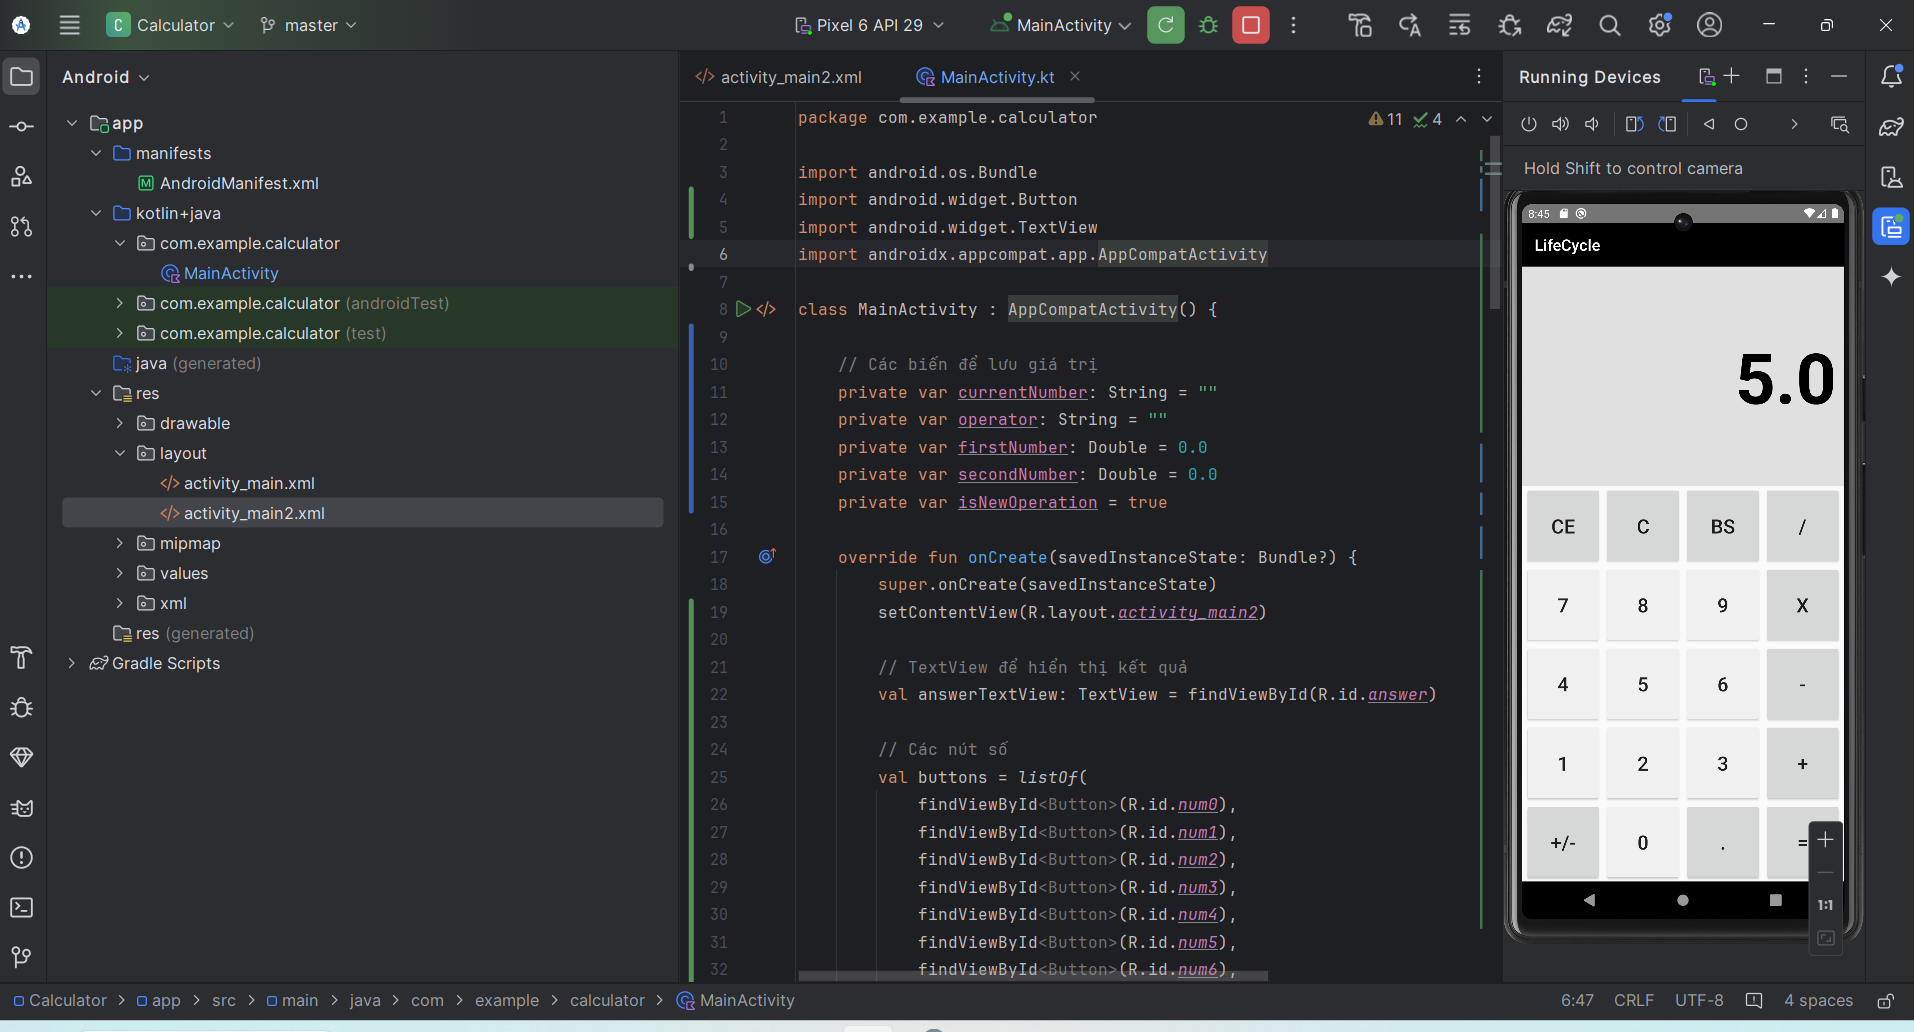 Calculator
master
Pixel 6 API 29
MainActivity
Android
app
manifests
AndroidManifest.xml
kotlin+java
com.example.calculator
MainActivity
com.example.calculator (androidTest)
com.example.calculator (test)
java (generated)
res
drawable
layout
activity_main.xml
activity_main2.xml
mipmap
values
xml
res (generated)
Gradle Scripts
activity_main2.xml
MainActivity.kt
11 4
1 package com.example.calculator
2
3 import android.os.Bundle
4 import android.widget.Button
5 import android.widget.TextView
6 import androidx.appcompat.app.AppCompatActivity
7
8 class MainActivity : AppCompatActivity() {
9
10 // Các biến để lưu giá trị
11 private var currentNumber: String = ""
12 private var operator: String = ""
13 private var firstNumber: Double = 0.0
14 private var secondNumber: Double = 0.0
15 private var isNewOperation = true
16
17 override fun onCreate(savedInstanceState: Bundle?) {
18 super.onCreate(savedInstanceState)
19 setContentView(R.layout.activity_main2)
20
21 // TextView để hiển thị kết quả
22 val answerTextView: TextView = findViewById(R.id.answer)
23
24 // Các nút số
25 val buttons = listOf(
26 findViewById<Button>(R.id.num0),
27 findViewById<Button>(R.id.num1),
28 findViewById<Button>(R.id.num2),
29 findViewById<Button>(R.id.num3),
30 findViewById<Button>(R.id.num4),
31 findViewById<Button>(R.id.num5),
32 findViewById<Button>(R.id.num6),
Running Devices
Hold Shift to control camera
8:45
LifeCycle
5.0
CE C BS /
7 8 9 X
4 5 6 -
1 2 3 +
+/- 0 . =
1:1
Calculator > app > src > main > java > com > example > calculator > MainActivity
6:47 CRLF UTF-8 4 spaces